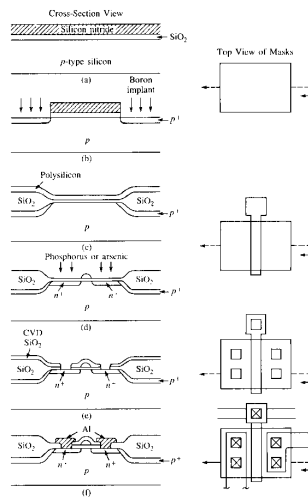 Cross-Section View
Silicon nitride
SiO2
Top View of Masks
p-type silicon
(a)
Boron
implant
p+
p
(b)
Polysilicon
SiO2
SiO2
p+
p
(c)
Phosphorus or arsenic
SiO2
SiO2
n+
n+
p+
p
(d)
CVD
SiO2
SiO2
SiO2
n+
n+
p+
p
(e)
Al
SiO2
SiO2
p+
n+
p
n+
(f)